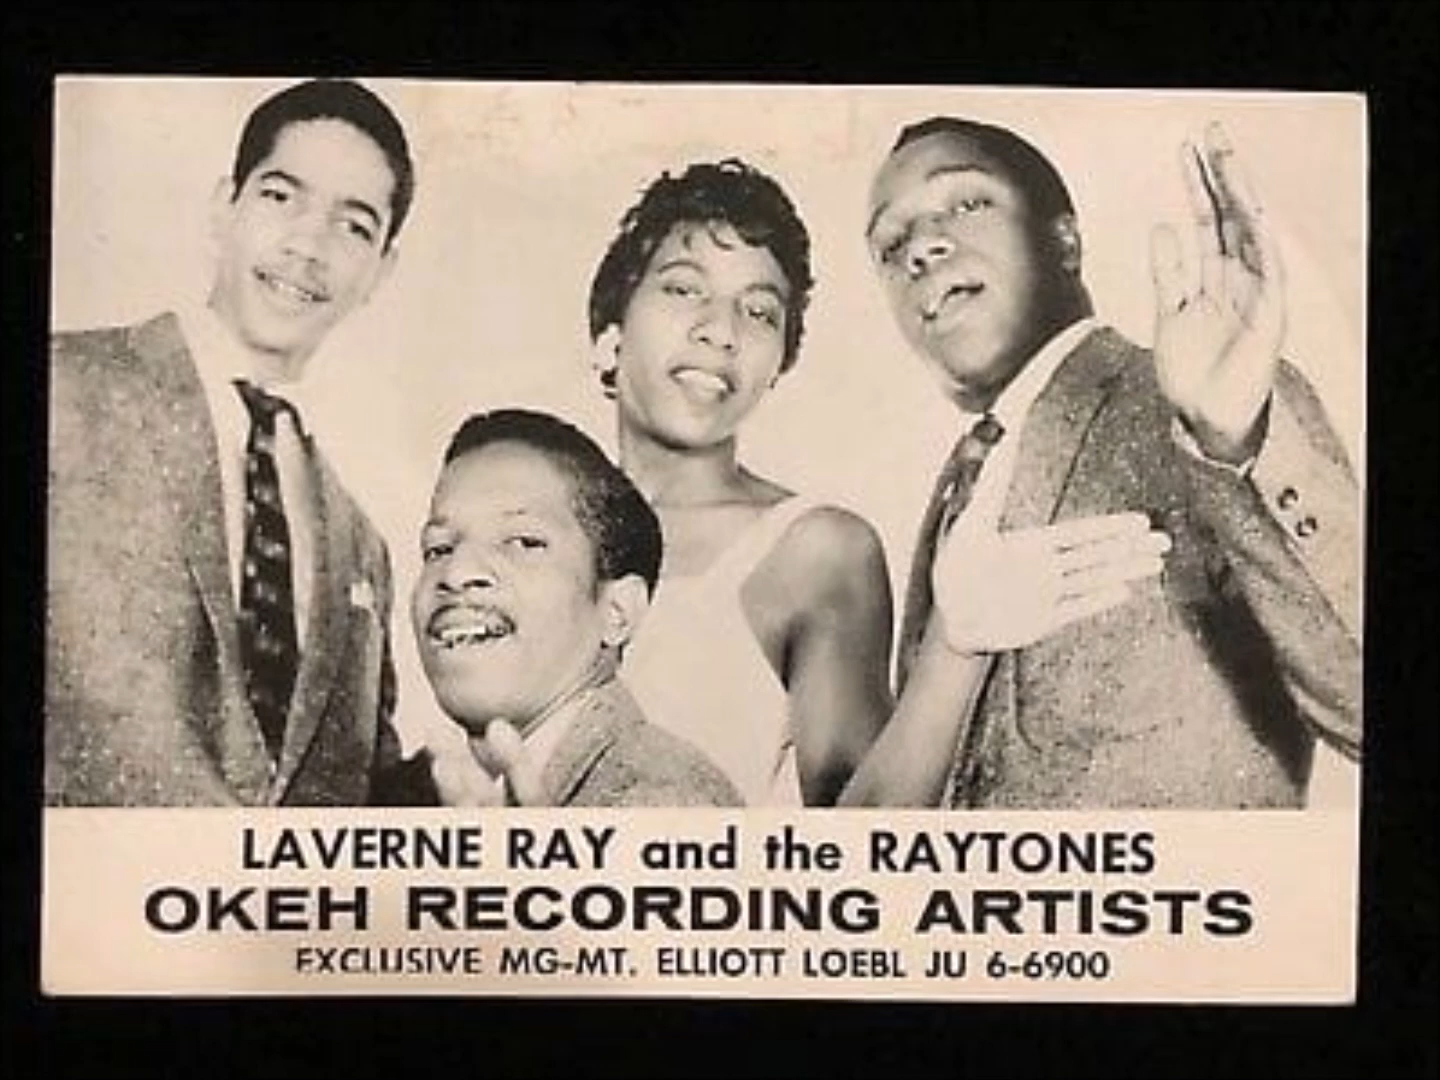 LAVERNE RAY and the RAYTONES
OKEH RECORDING ARTISTS
EXCLUSIVE MG-MT. ELLIOTT LOEBL JU 6-6900